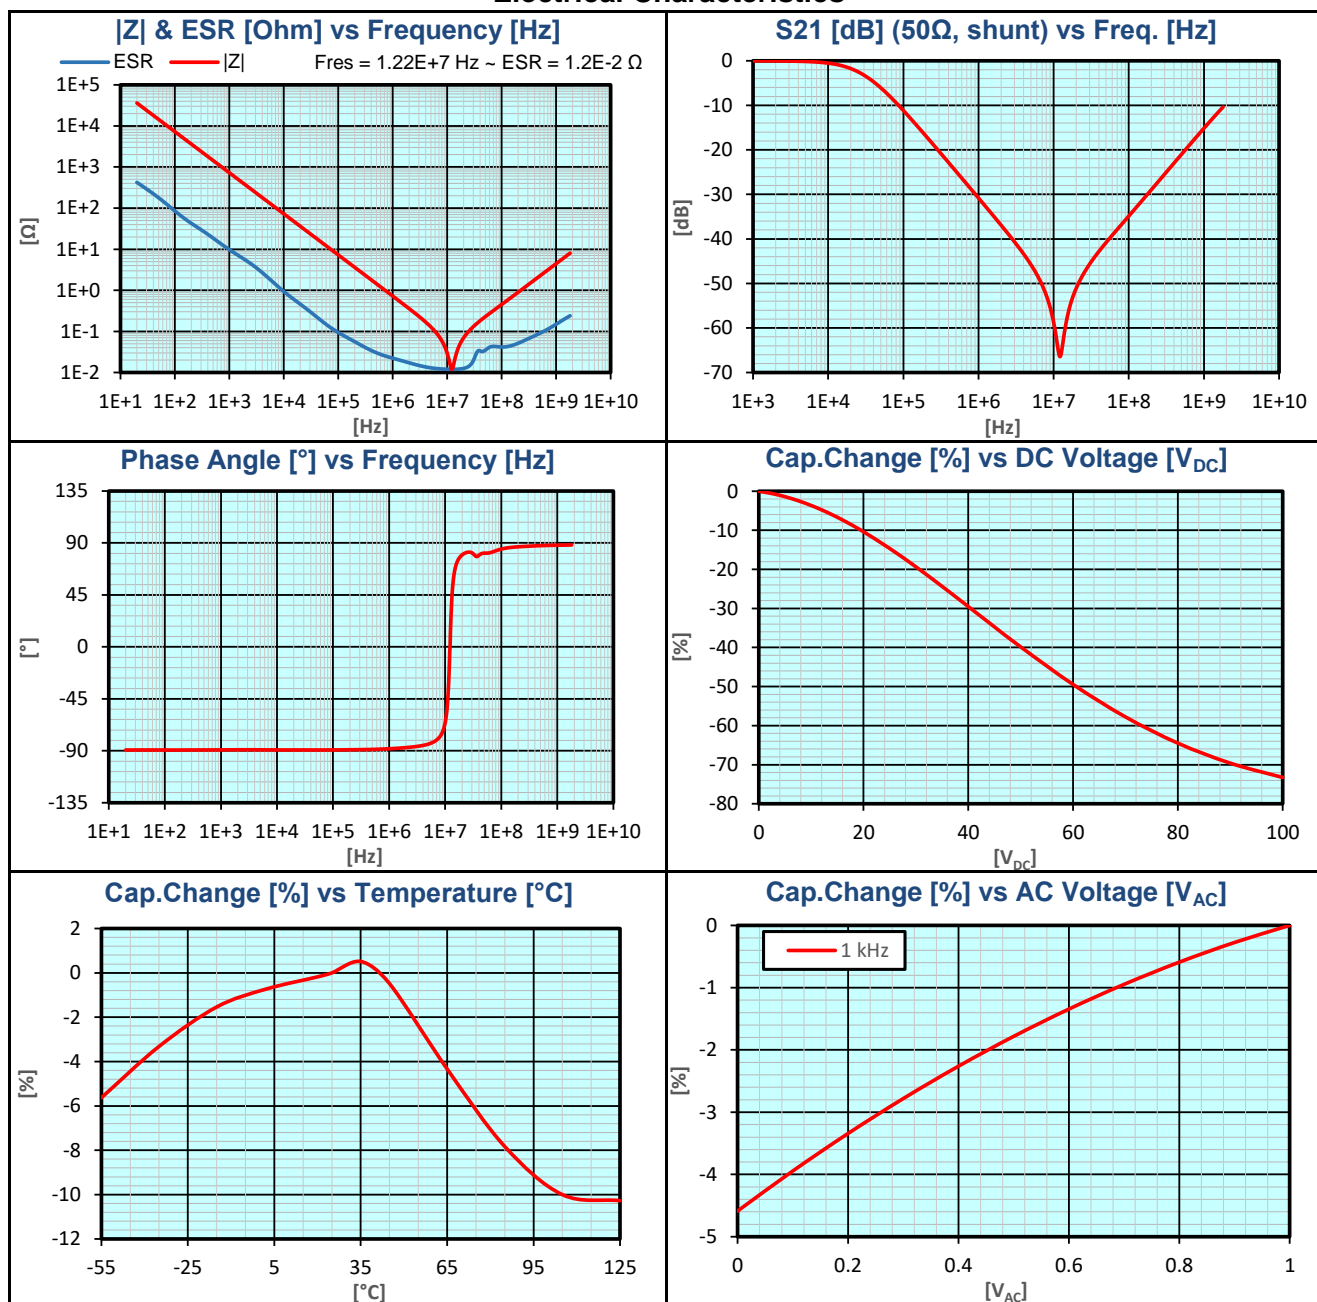 Electrical Characteristics
|Z| & ESR [Ohm] vs Frequency [Hz]
ESR |Z| Fres = 1.22E+7 Hz ~ ESR = 1.2E-2 Ω
1E+5
1E+4
1E+3
1E+2
1E+1
1E+0
1E-1
1E-2
[Ω]
1E+1 1E+2 1E+3 1E+4 1E+5 1E+6 1E+7 1E+8 1E+9 1E+10
[Hz]
S21 [dB] (50Ω, shunt) vs Freq. [Hz]
0
-10
-20
-30
-40
-50
-60
-70
[dB]
1E+3 1E+4 1E+5 1E+6 1E+7 1E+8 1E+9 1E+10
[Hz]
Phase Angle [°] vs Frequency [Hz]
135
90
45
0
-45
-90
-135
[°]
1E+1 1E+2 1E+3 1E+4 1E+5 1E+6 1E+7 1E+8 1E+9 1E+10
[Hz]
Cap.Change [%] vs DC Voltage [VDC]
0
-10
-20
-30
-40
-50
-60
-70
-80
[%]
0 20 40 60 80 100
[VDC]
Cap.Change [%] vs Temperature [°C]
2
0
-2
-4
-6
-8
-10
-12
[%]
-55 -25 5 35 65 95 125
[°C]
Cap.Change [%] vs AC Voltage [VAC]
1 kHz
0
-1
-2
-3
-4
-5
[%]
0 0.2 0.4 0.6 0.8 1
[VAC]